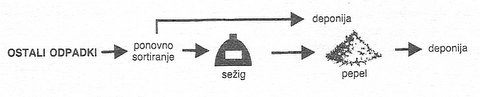 deponija
OSTALI ODPADKI
ponovno
sortiranje
sežig
pepel
deponija